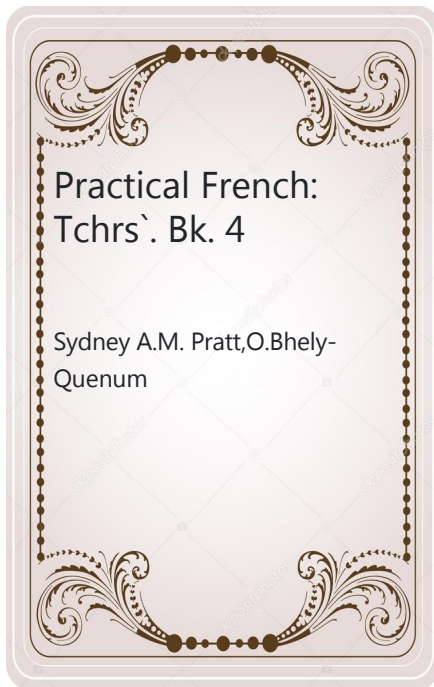 Practical French:
Tchrs`. Bk. 4
Sydney A.M. Pratt,O.Bhely-
Quenum